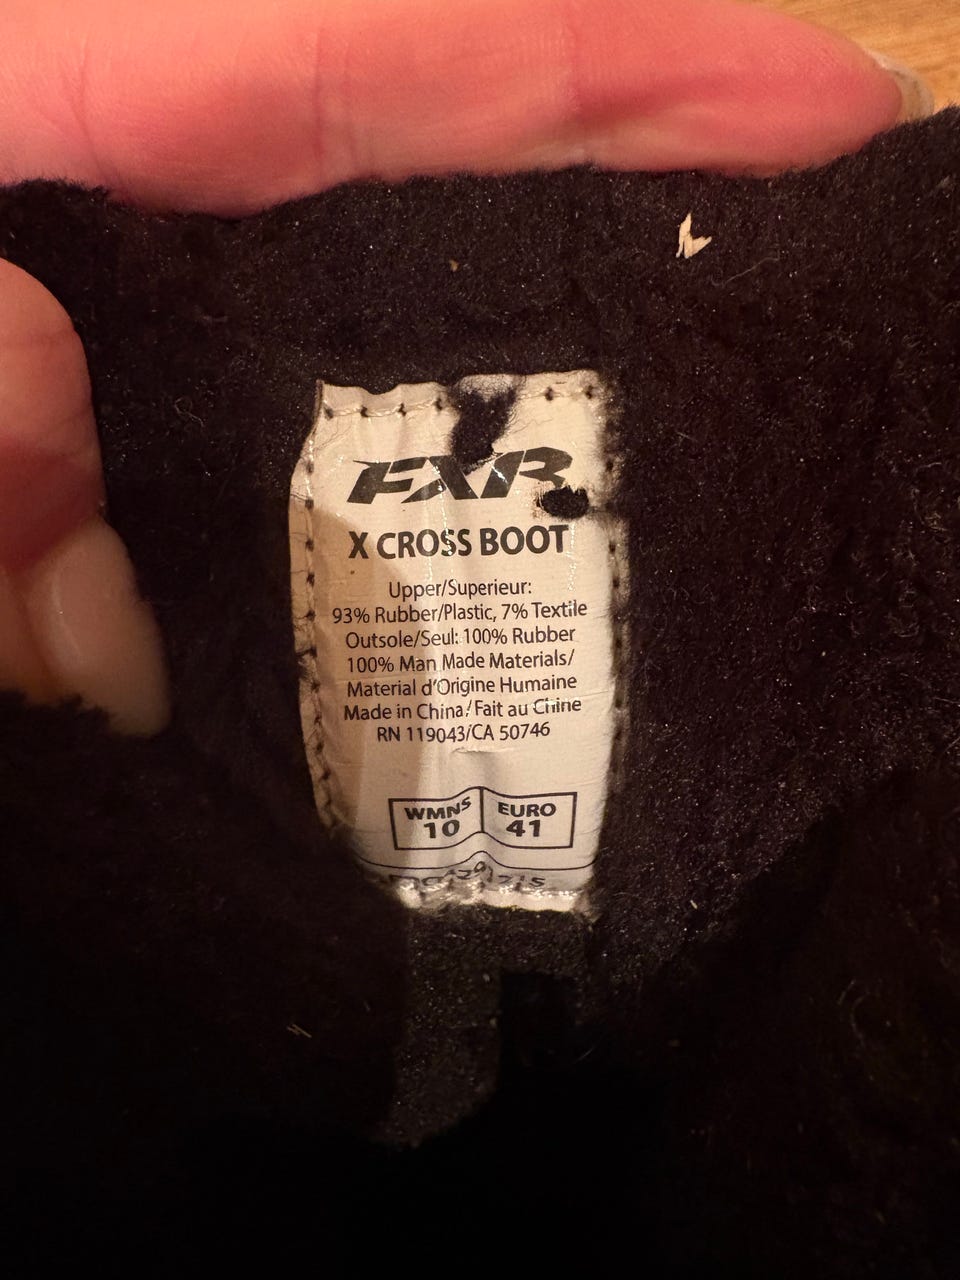 FXR
X CROSS BOOT
Upper/Superieur:
93% Rubber/Plastic, 7% Textile
Outsole/Seul: 100% Rubber
100% Man Made Materials/
Material d'Origine Humaine
Made in China/Fait au Chine
RN 119043/CA 50746
WMNS EURO
10 41